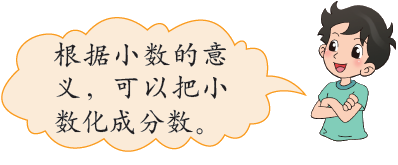 根据小数的意
义，可以把小
数化成分数。